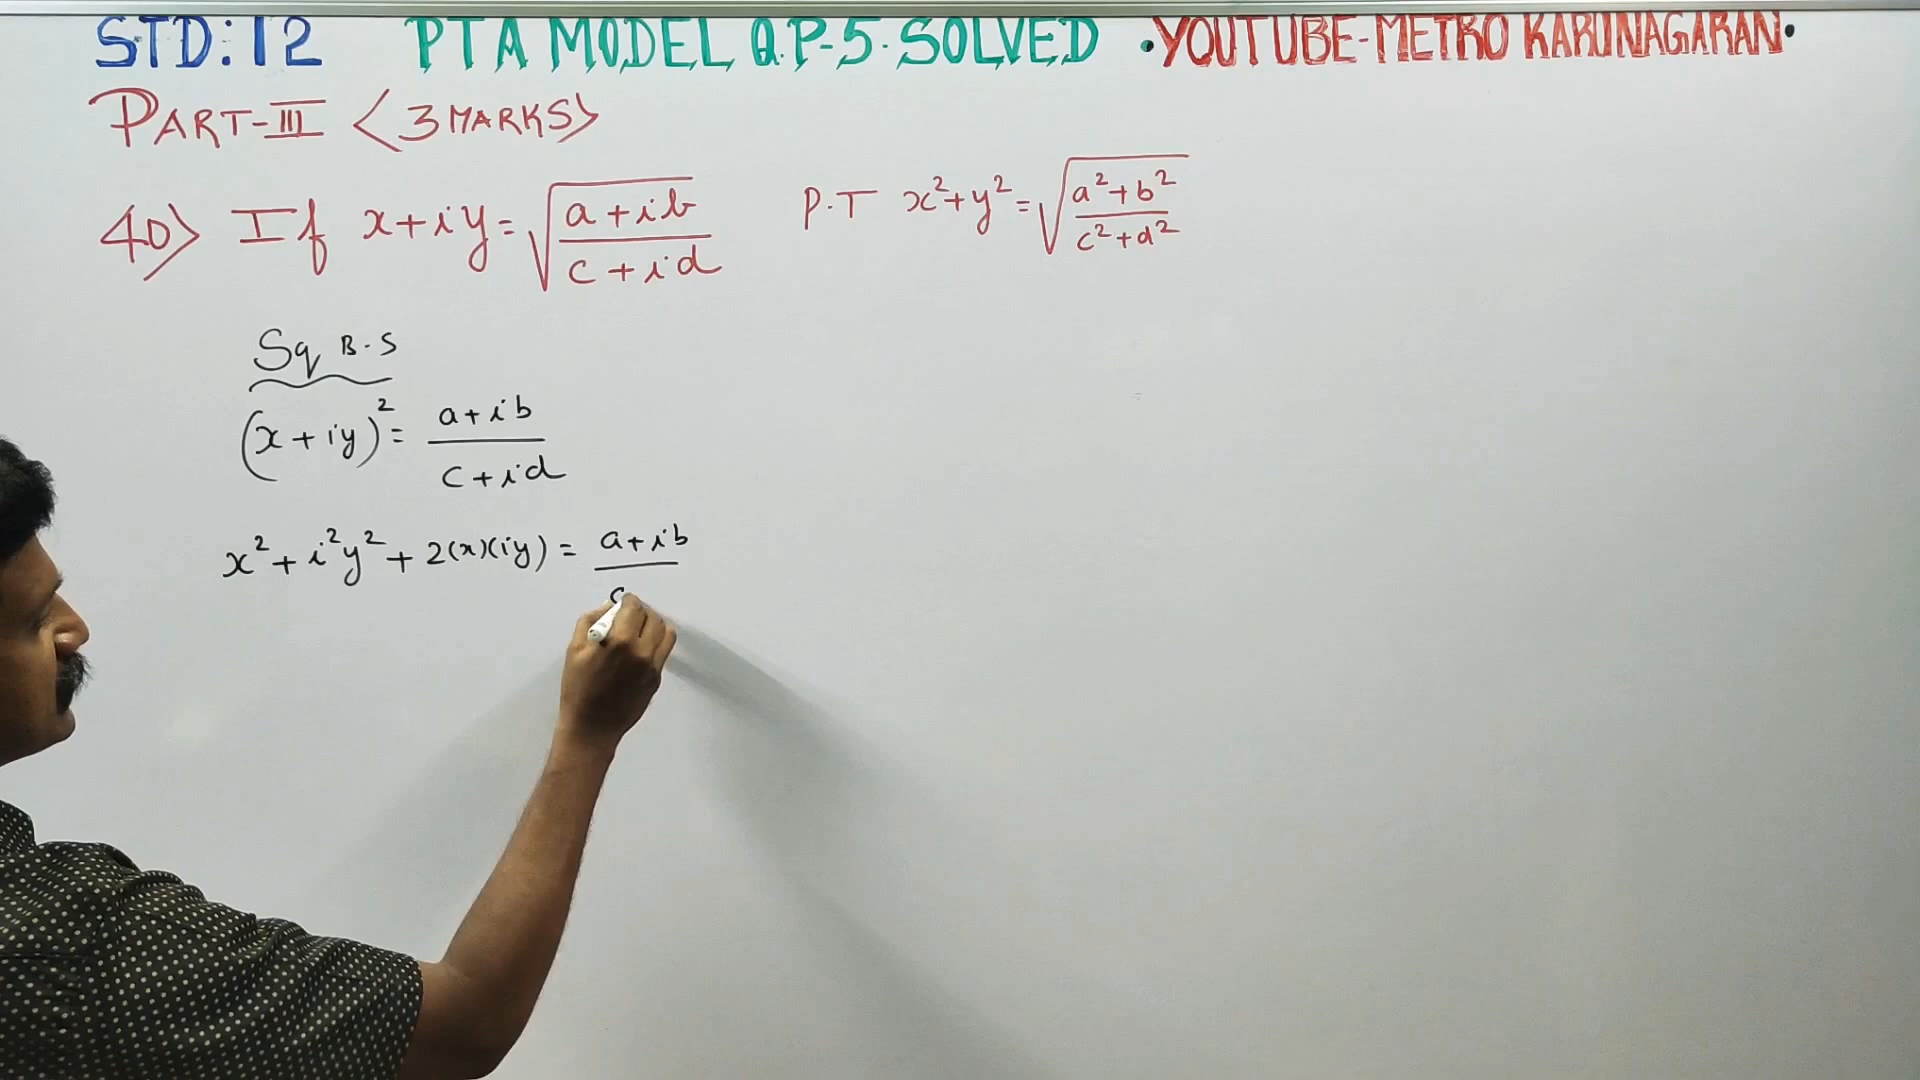 STD:12 PTA MODEL Q.P-5.SOLVED •YOUTUBE-METRO KARUNAGARAN•
PART-III <3 MARKS>
40> If x+iy=√(a+ib)/(c+id) P.T x²+y²=√(a²+b²)/(c²+d²)
Sq B.S
(x+iy)²= (a+ib)/(c+id)
x²+i²y²+2(x)(iy)= a+ib
c